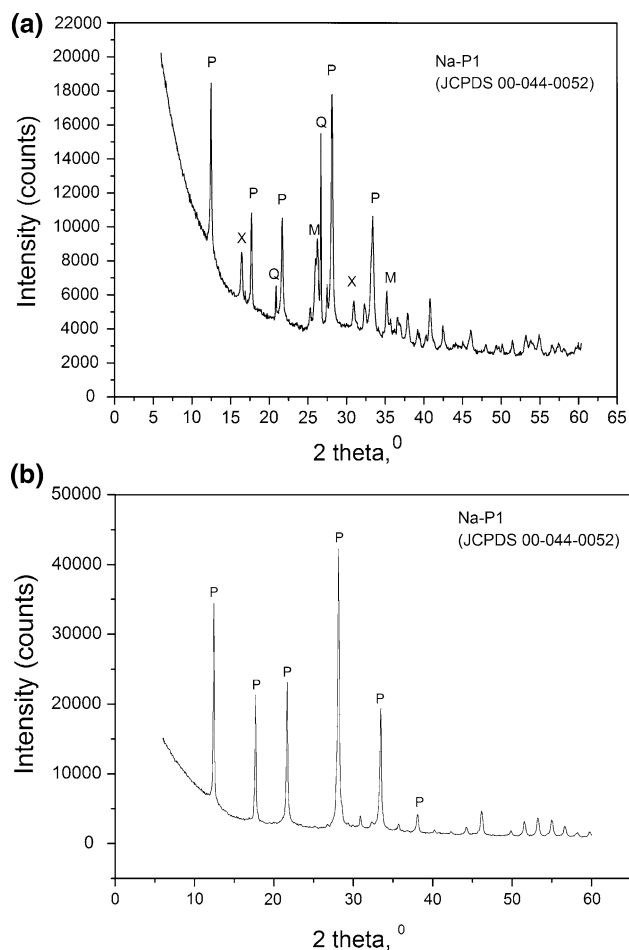 (a)
22000
20000
18000
16000
14000
12000
10000
8000
6000
4000
2000
0
Intensity (counts)
Na-P1
(JCPDS 00-044-0052)
P
X
P
Q
P
M
Q
P
X
P
M
0 5 10 15 20 25 30 35 40 45 50 55 60 65
2 theta,⁰
(b)
50000
40000
30000
20000
10000
0
Intensity (counts)
Na-P1
(JCPDS 00-044-0052)
P
P
P
P
P
P
0 10 20 30 40 50 60
2 theta, ⁰